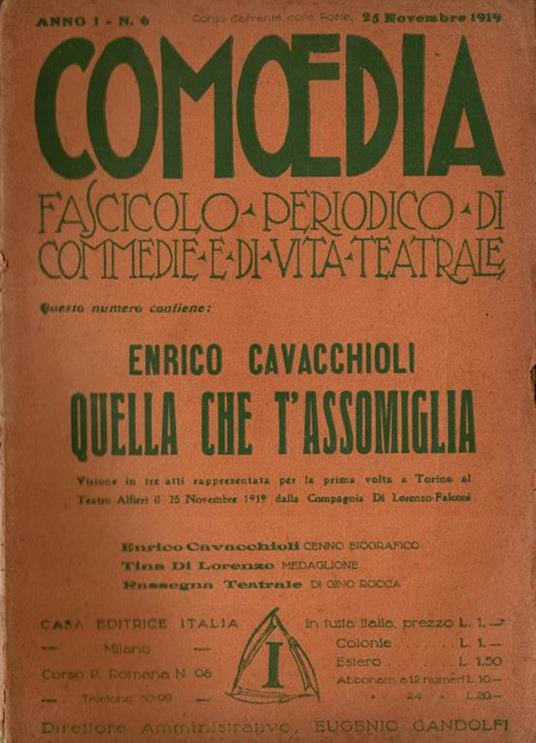 ANNO I - N. 6 Conto Corrente colla Posta. 25 Novembre 1919
COMŒDIA
FASCICOLO PERIODICO DI
COMMEDIE E DI VITA TEATRALE
Questo numero contiene:
ENRICO CAVACCHIOLI
QUELLA CHE T'ASSOMIGLIA
Visione in tre atti rappresentata per la prima volta a Torino al
Teatro Alfieri il 25 Novembre 1919 dalla Compagnia Di Lorenzo-Falconi
Enrico Cavacchioli CENNO BIOGRAFICO
Tina Di Lorenzo MEDAGLIONE
Rassegna Teatrale DI GINO ROCCA
CASA EDITRICE ITALIA
— Milano —
Corso P. Romana N.
— Telefono —
I
in tutta Italia, prezzo L. 1.—
Colonie . . L. 1.—
Estero . . L. 1,50
Abbonam. a 12 numeri L. 10.—
" 24 " L. 20.—
Direttore Amministrativo, EUGENIO GANDOLFI